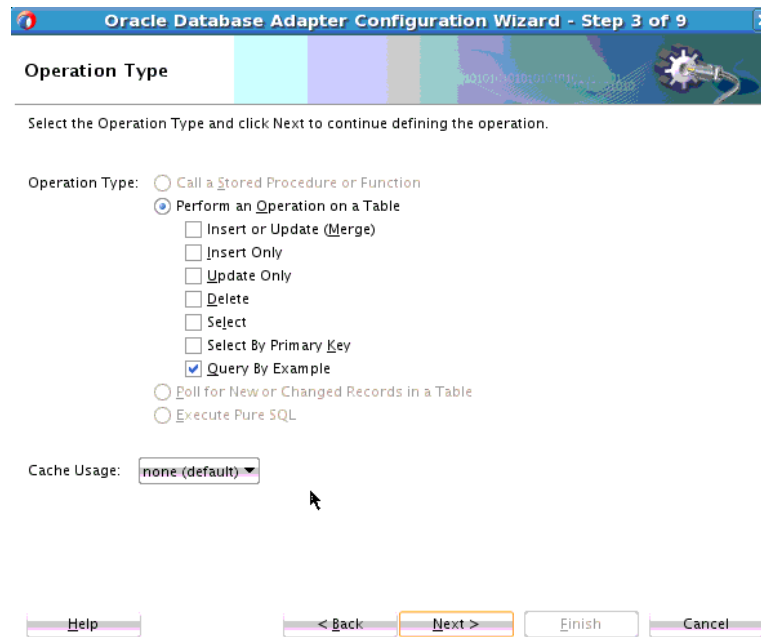 Oracle Database Adapter Configuration Wizard - Step 3 of 9
Operation Type
Select the Operation Type and click Next to continue defining the operation.
Operation Type: Call a Stored Procedure or Function
Perform an Operation on a Table
Insert or Update (Merge)
Insert Only
Update Only
Delete
Select
Select By Primary Key
Query By Example
Poll for New or Changed Records in a Table
Execute Pure SQL
Cache Usage: none (default)
Help < Back Next > Finish Cancel